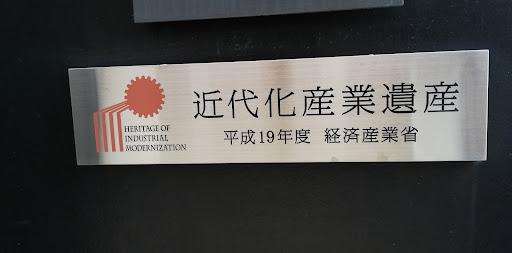 近代化産業遺産
平成19年度 経済産業省
HERITAGE OF
INDUSTRIAL
MODERNIZATION